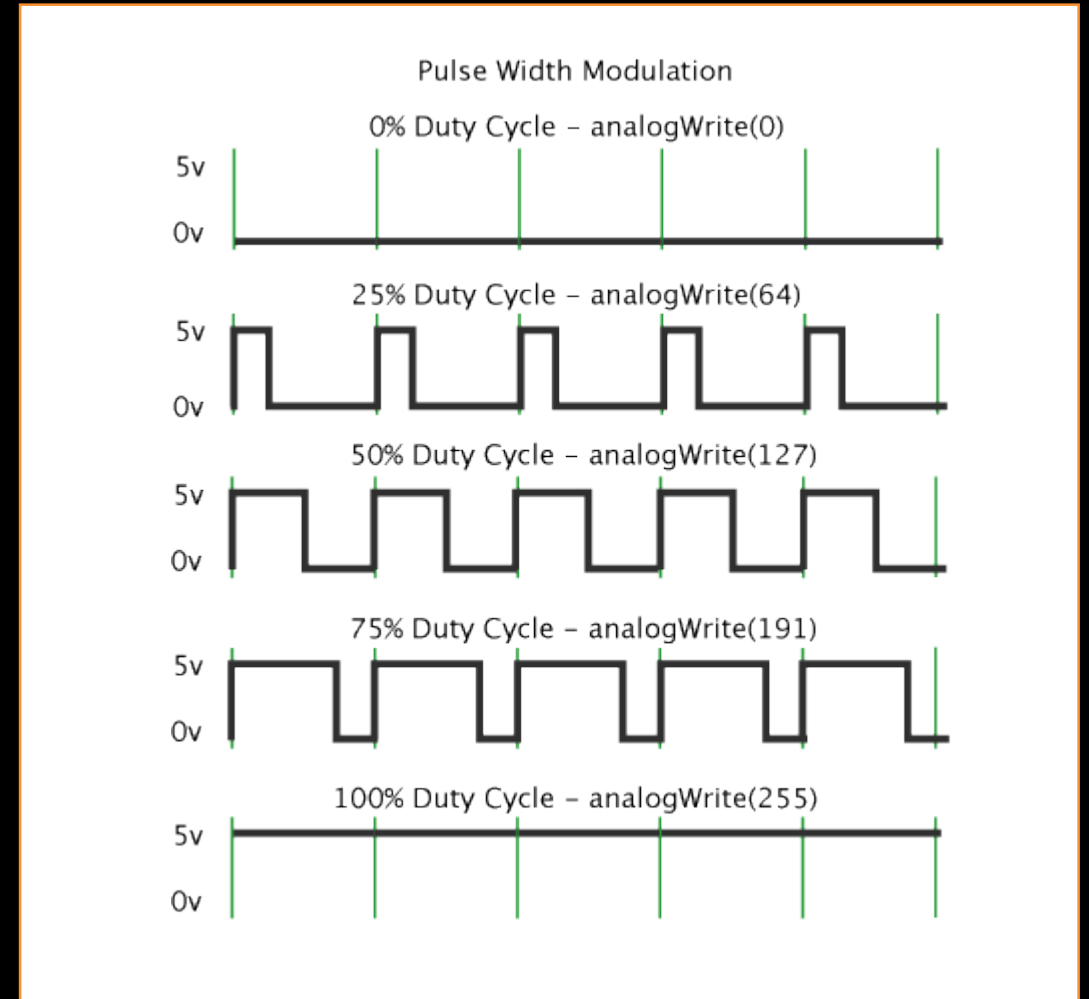 Pulse Width Modulation
0% Duty Cycle – analogWrite(0)
5v
0v
25% Duty Cycle – analogWrite(64)
5v
0v
50% Duty Cycle – analogWrite(127)
5v
0v
75% Duty Cycle – analogWrite(191)
5v
0v
100% Duty Cycle – analogWrite(255)
5v
0v